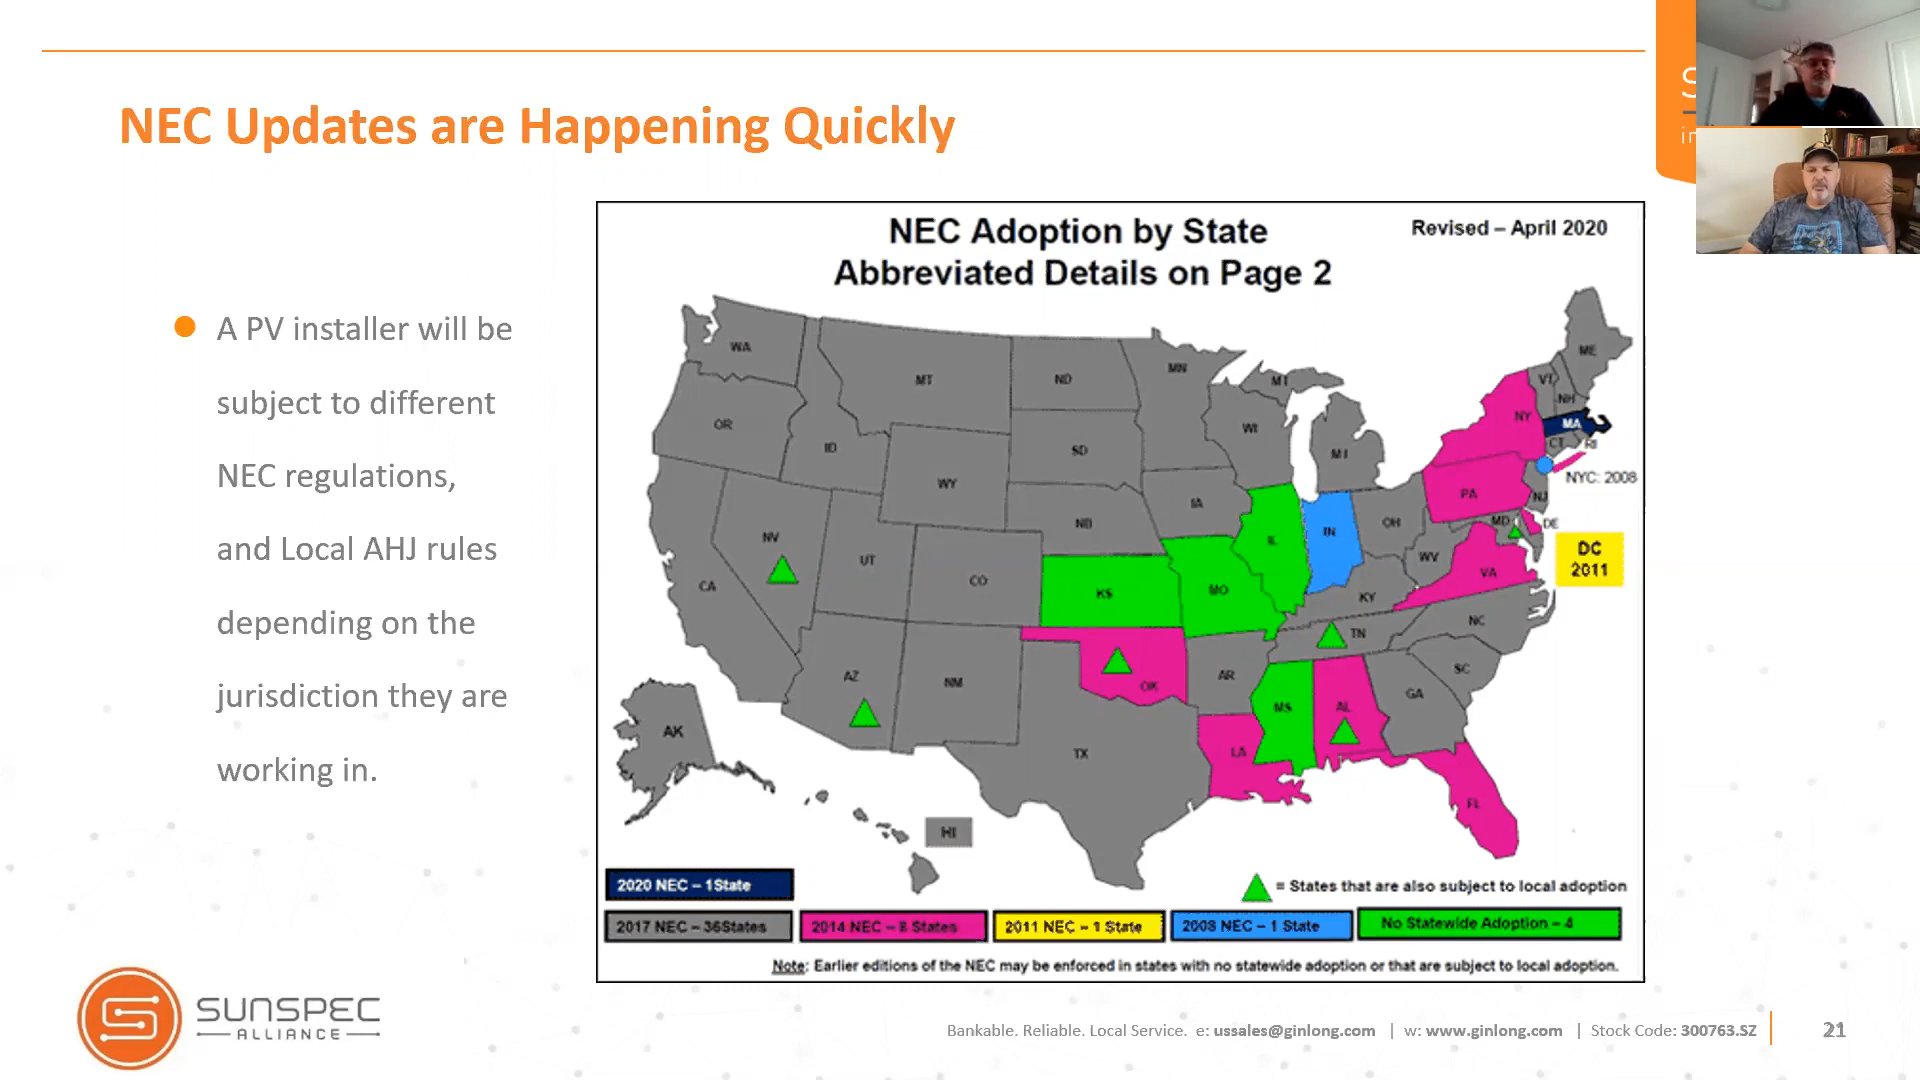 NEC Updates are Happening Quickly
A PV installer will be
subject to different
NEC regulations,
and Local AHJ rules
depending on the
jurisdiction they are
working in.
NEC Adoption by State
Abbreviated Details on Page 2
Revised – April 2020
WA
MT
ND
MN
MI
ME
VT
NH
OR
ID
SD
WI
MI
NY
MA
CT
RI
WY
IA
PA
NJ
NYC: 2008
NV
UT
CO
NB
IL
IN
OH
WV
MD
DE
VA
DC
2011
CA
KS
MO
KY
NC
TN
AZ
NM
OK
AR
SC
MS
AL
GA
LA
TX
FL
AK
HI
2020 NEC – 1State
= States that are also subject to local adoption
2017 NEC – 36States
2014 NEC – 8 States
2011 NEC – 1 State
2008 NEC – 1 State
No Statewide Adoption – 4
Note: Earlier editions of the NEC may be enforced in states with no statewide adoption or that are subject to local adoption.
SUNSPEC
ALLIANCE
Bankable. Reliable. Local Service. e: ussales@ginlong.com | w: www.ginlong.com | Stock Code: 300763.SZ
21